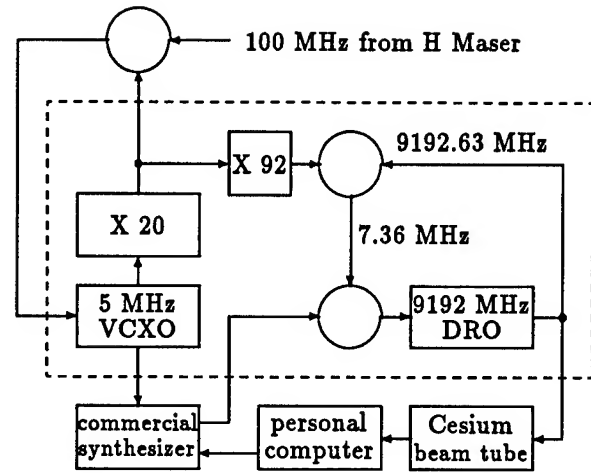 100 MHz from H Maser
9192.63 MHz
X 92
X 20
7.36 MHz
5 MHz
VCXO
9192 MHz
DRO
commercial
synthesizer
personal
computer
Cesium
beam tube